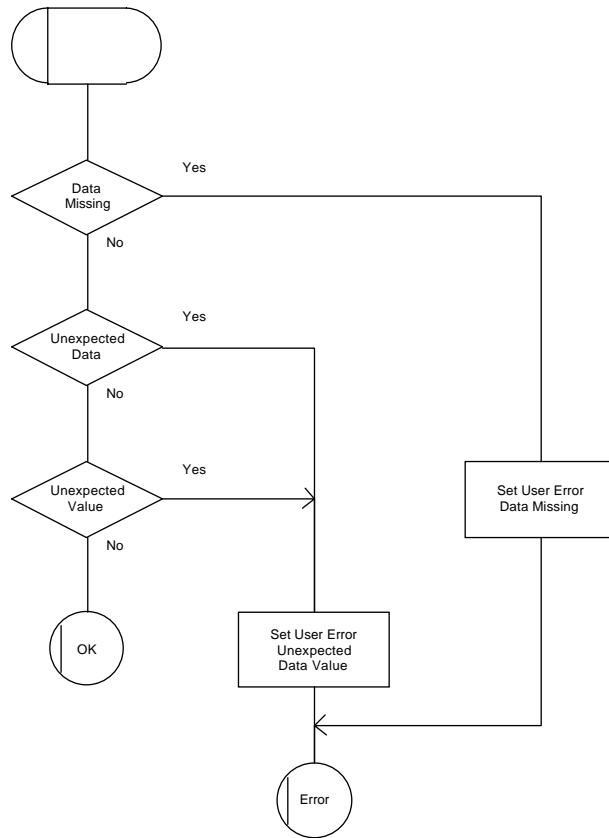 Yes
Data
Missing
No
Yes
Unexpected
Data
No
Yes
Unexpected
Value
Set User Error
Data Missing
No
OK
Set User Error
Unexpected
Data Value
Error